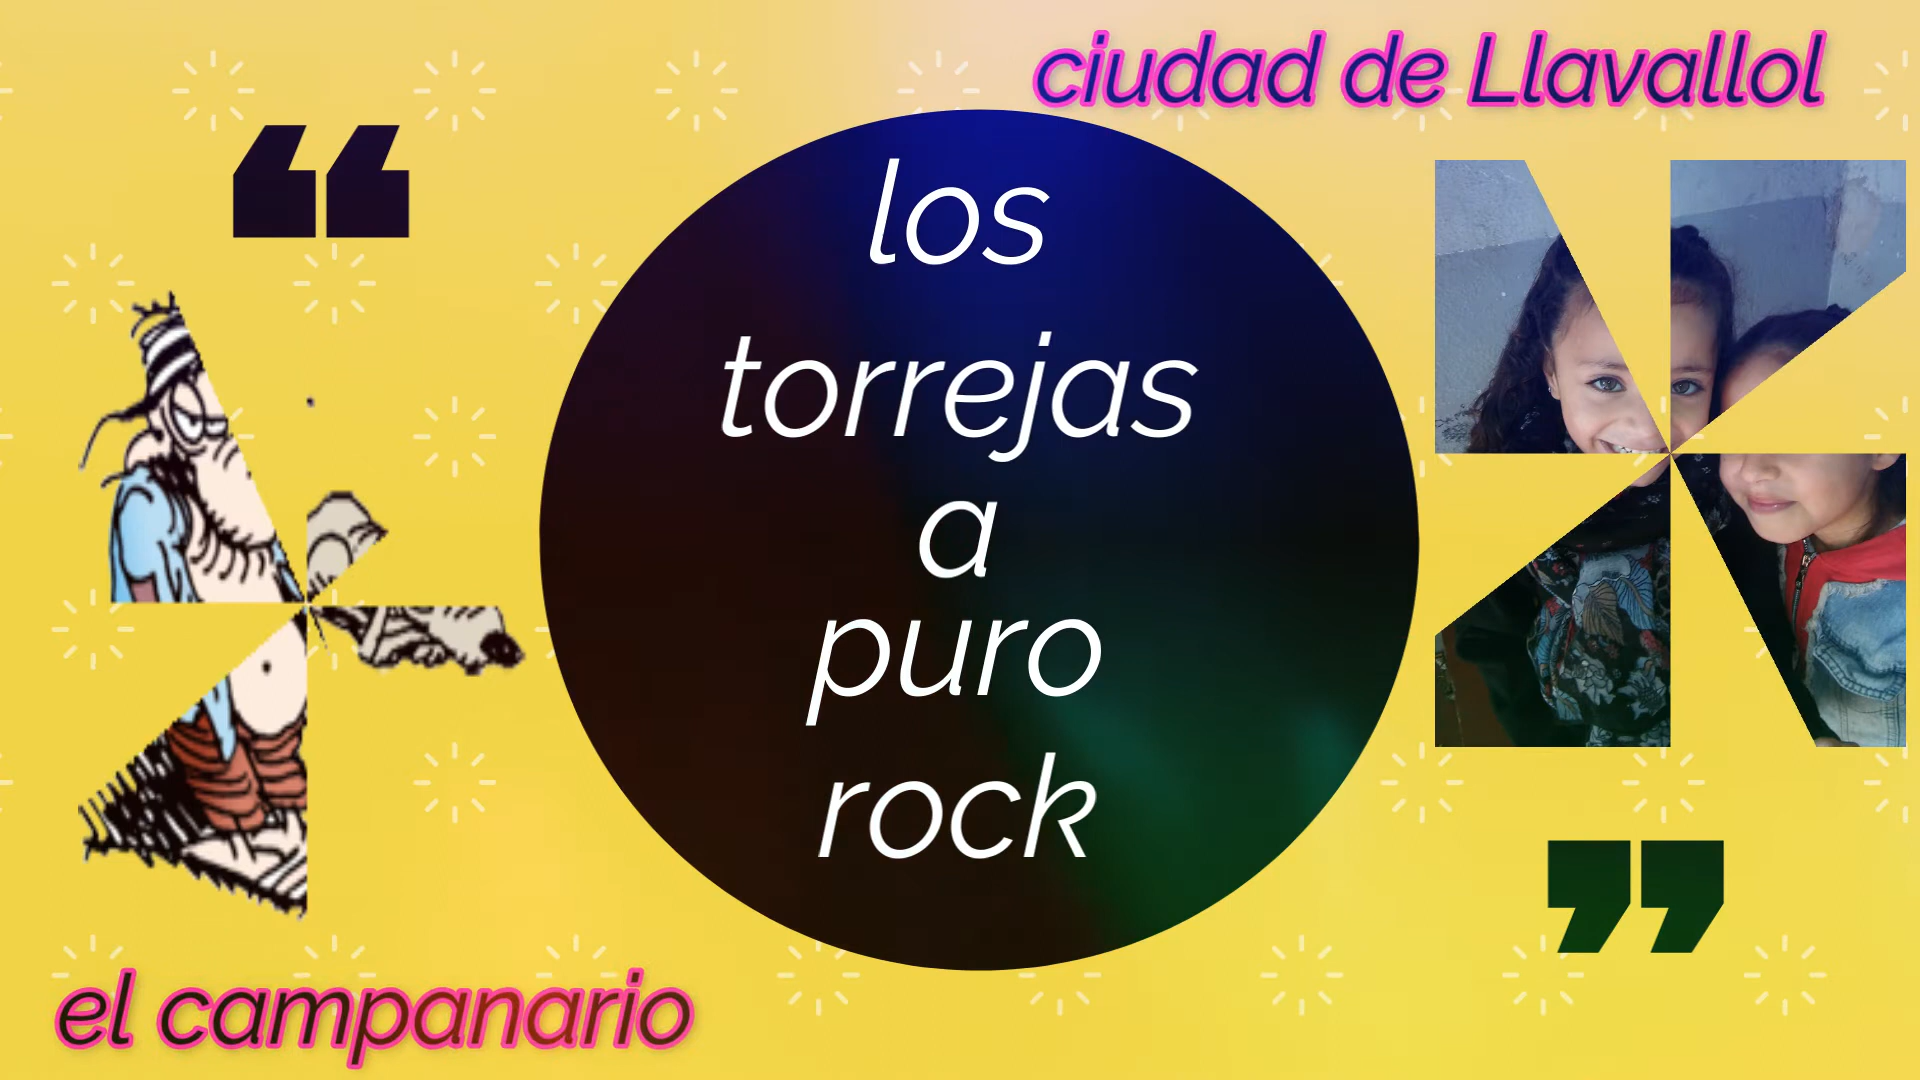 ciudad de Llavallol
“
los
torrejas
a
puro
rock
”
el campanario